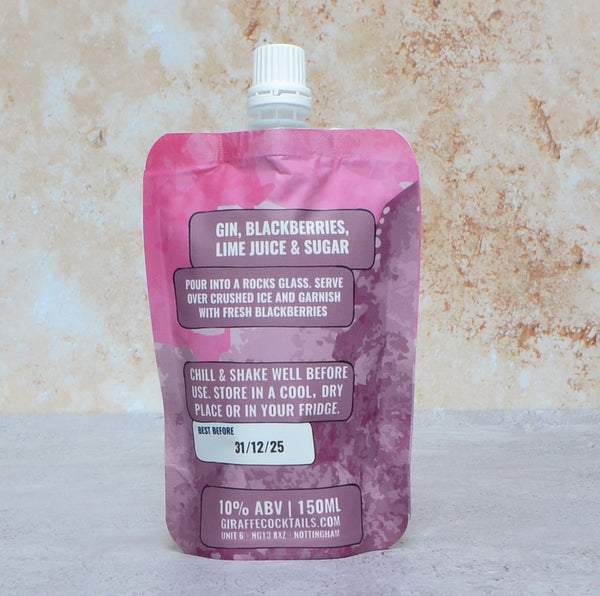 GIN, BLACKBERRIES,
LIME JUICE & SUGAR
POUR INTO A ROCKS GLASS. SERVE
OVER CRUSHED ICE AND GARNISH
WITH FRESH BLACKBERRIES
CHILL & SHAKE WELL BEFORE
USE. STORE IN A COOL, DRY
PLACE OR IN YOUR FRIDGE.
BEST BEFORE
31/12/25
10% ABV | 150ML
GIRAFFECOCKTAILS.COM
UNIT 6 - NG13 8XZ - NOTTINGHAM